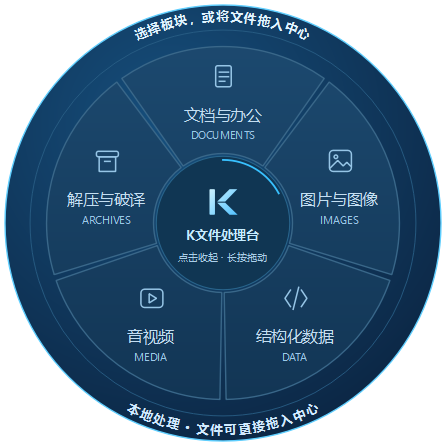 选择板块，或将文件拖入中心
文档与办公
DOCUMENTS
解压与破译
ARCHIVES
图片与图像
IMAGES
K
K文件处理台
点击收起 · 长按拖动
音视频
MEDIA
结构化数据
DATA
本地处理 · 文件可直接拖入中心